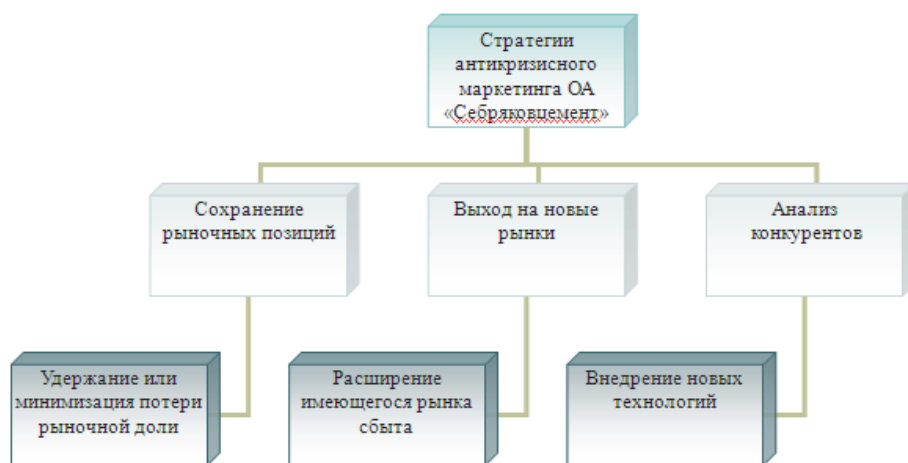 Стратегии
антикризисного
маркетинга ОА
«Себряковцемент»
Сохранение
рыночных позиций
Выход на новые
рынки
Анализ
конкурентов
Удержание или
минимизация потери
рыночной доли
Расширение
имеющегося рынка
сбыта
Внедрение новых
технологий